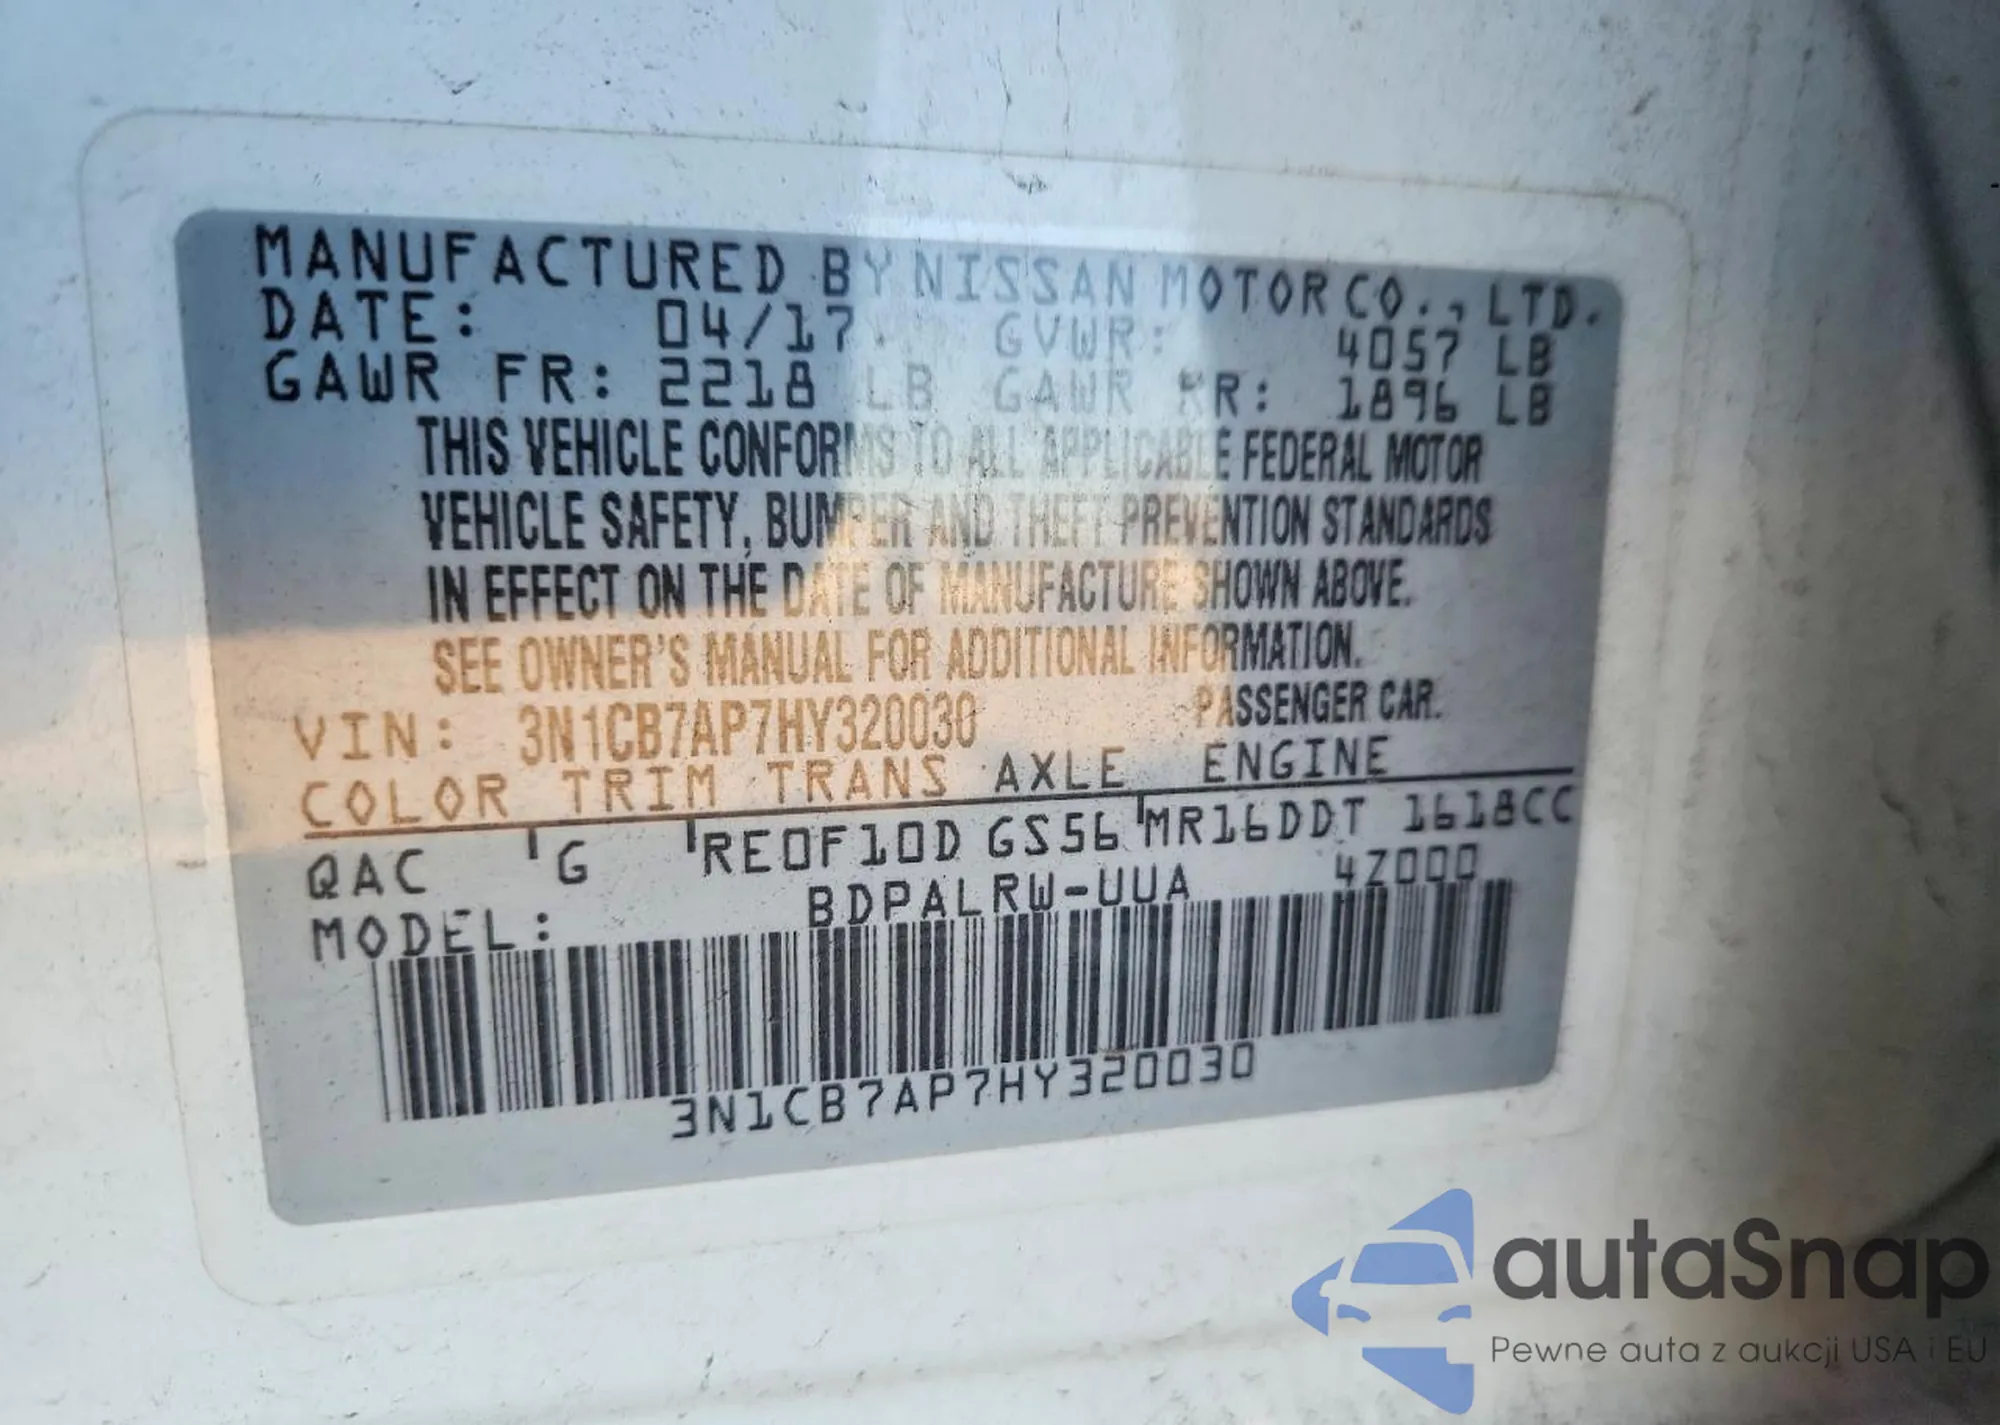 MANUFACTURED BY NISSAN MOTOR CO., LTD.
DATE: 04/17 GVWR: 4057 LB
GAWR FR: 2218 LB GAWR RR: 1896 LB
THIS VEHICLE CONFORMS TO ALL APPLICABLE FEDERAL MOTOR
VEHICLE SAFETY, BUMPER AND THEFT PREVENTION STANDARDS
IN EFFECT ON THE DATE OF MANUFACTURE SHOWN ABOVE.
SEE OWNER'S MANUAL FOR ADDITIONAL INFORMATION.
VIN: 3N1CB7AP7HY320030 PASSENGER CAR.
COLOR TRIM TRANS AXLE ENGINE
QAC G RE0F10D GS56 MR16DDT 1618CC
MODEL: BDPALRW-UUA 4Z000
3N1CB7AP7HY320030
autaSnap
Pewne auta z aukcji USA i EU